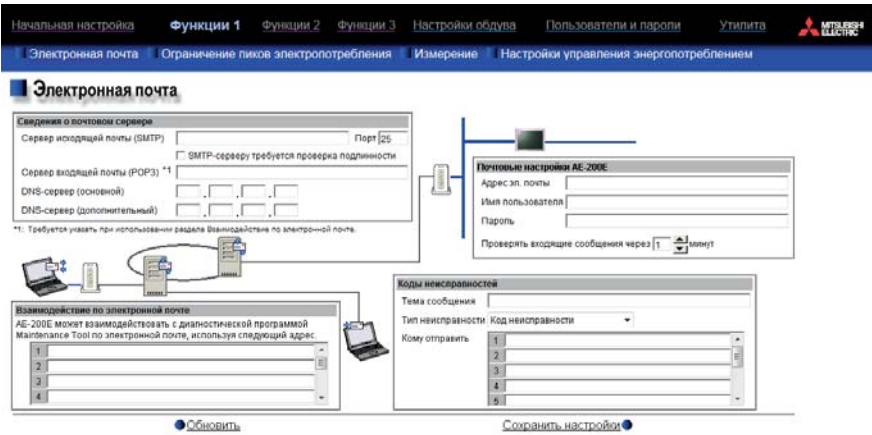 Начальная настройка Функции 1 Функции 2 Функции 3 Настройки обдува Пользователи и пароли Утилита MITSUBISHI ELECTRIC
Электронная почта Ограничение пиков электропотребления Измерение Настройки управления энергопотреблением
Электронная почта
Сведения о почтовом сервере
Сервер исходящей почты (SMTP) Порт 25
SMTP-серверу требуется проверка подлинности
Сервер входящей почты (POP3) *1
DNS-сервер (основной) . . .
DNS-сервер (дополнительный) . . .
*1: Требуется указать при использовании раздела Взаимодействие по электронной почте.
Почтовые настройки AE-200E
Адрес эл. почты
Имя пользователя
Пароль
Проверять входящие сообщения через 1 минут
Взаимодействие по электронной почте
AE-200E может взаимодействовать с диагностической программой
Maintenance Tool по электронной почте, используя следующий адрес.
1
2
3
4
Коды неисправностей
Тема сообщения
Тип неисправности Код неисправности
Кому отправить 1
2
3
4
5
Обновить Сохранить настройки